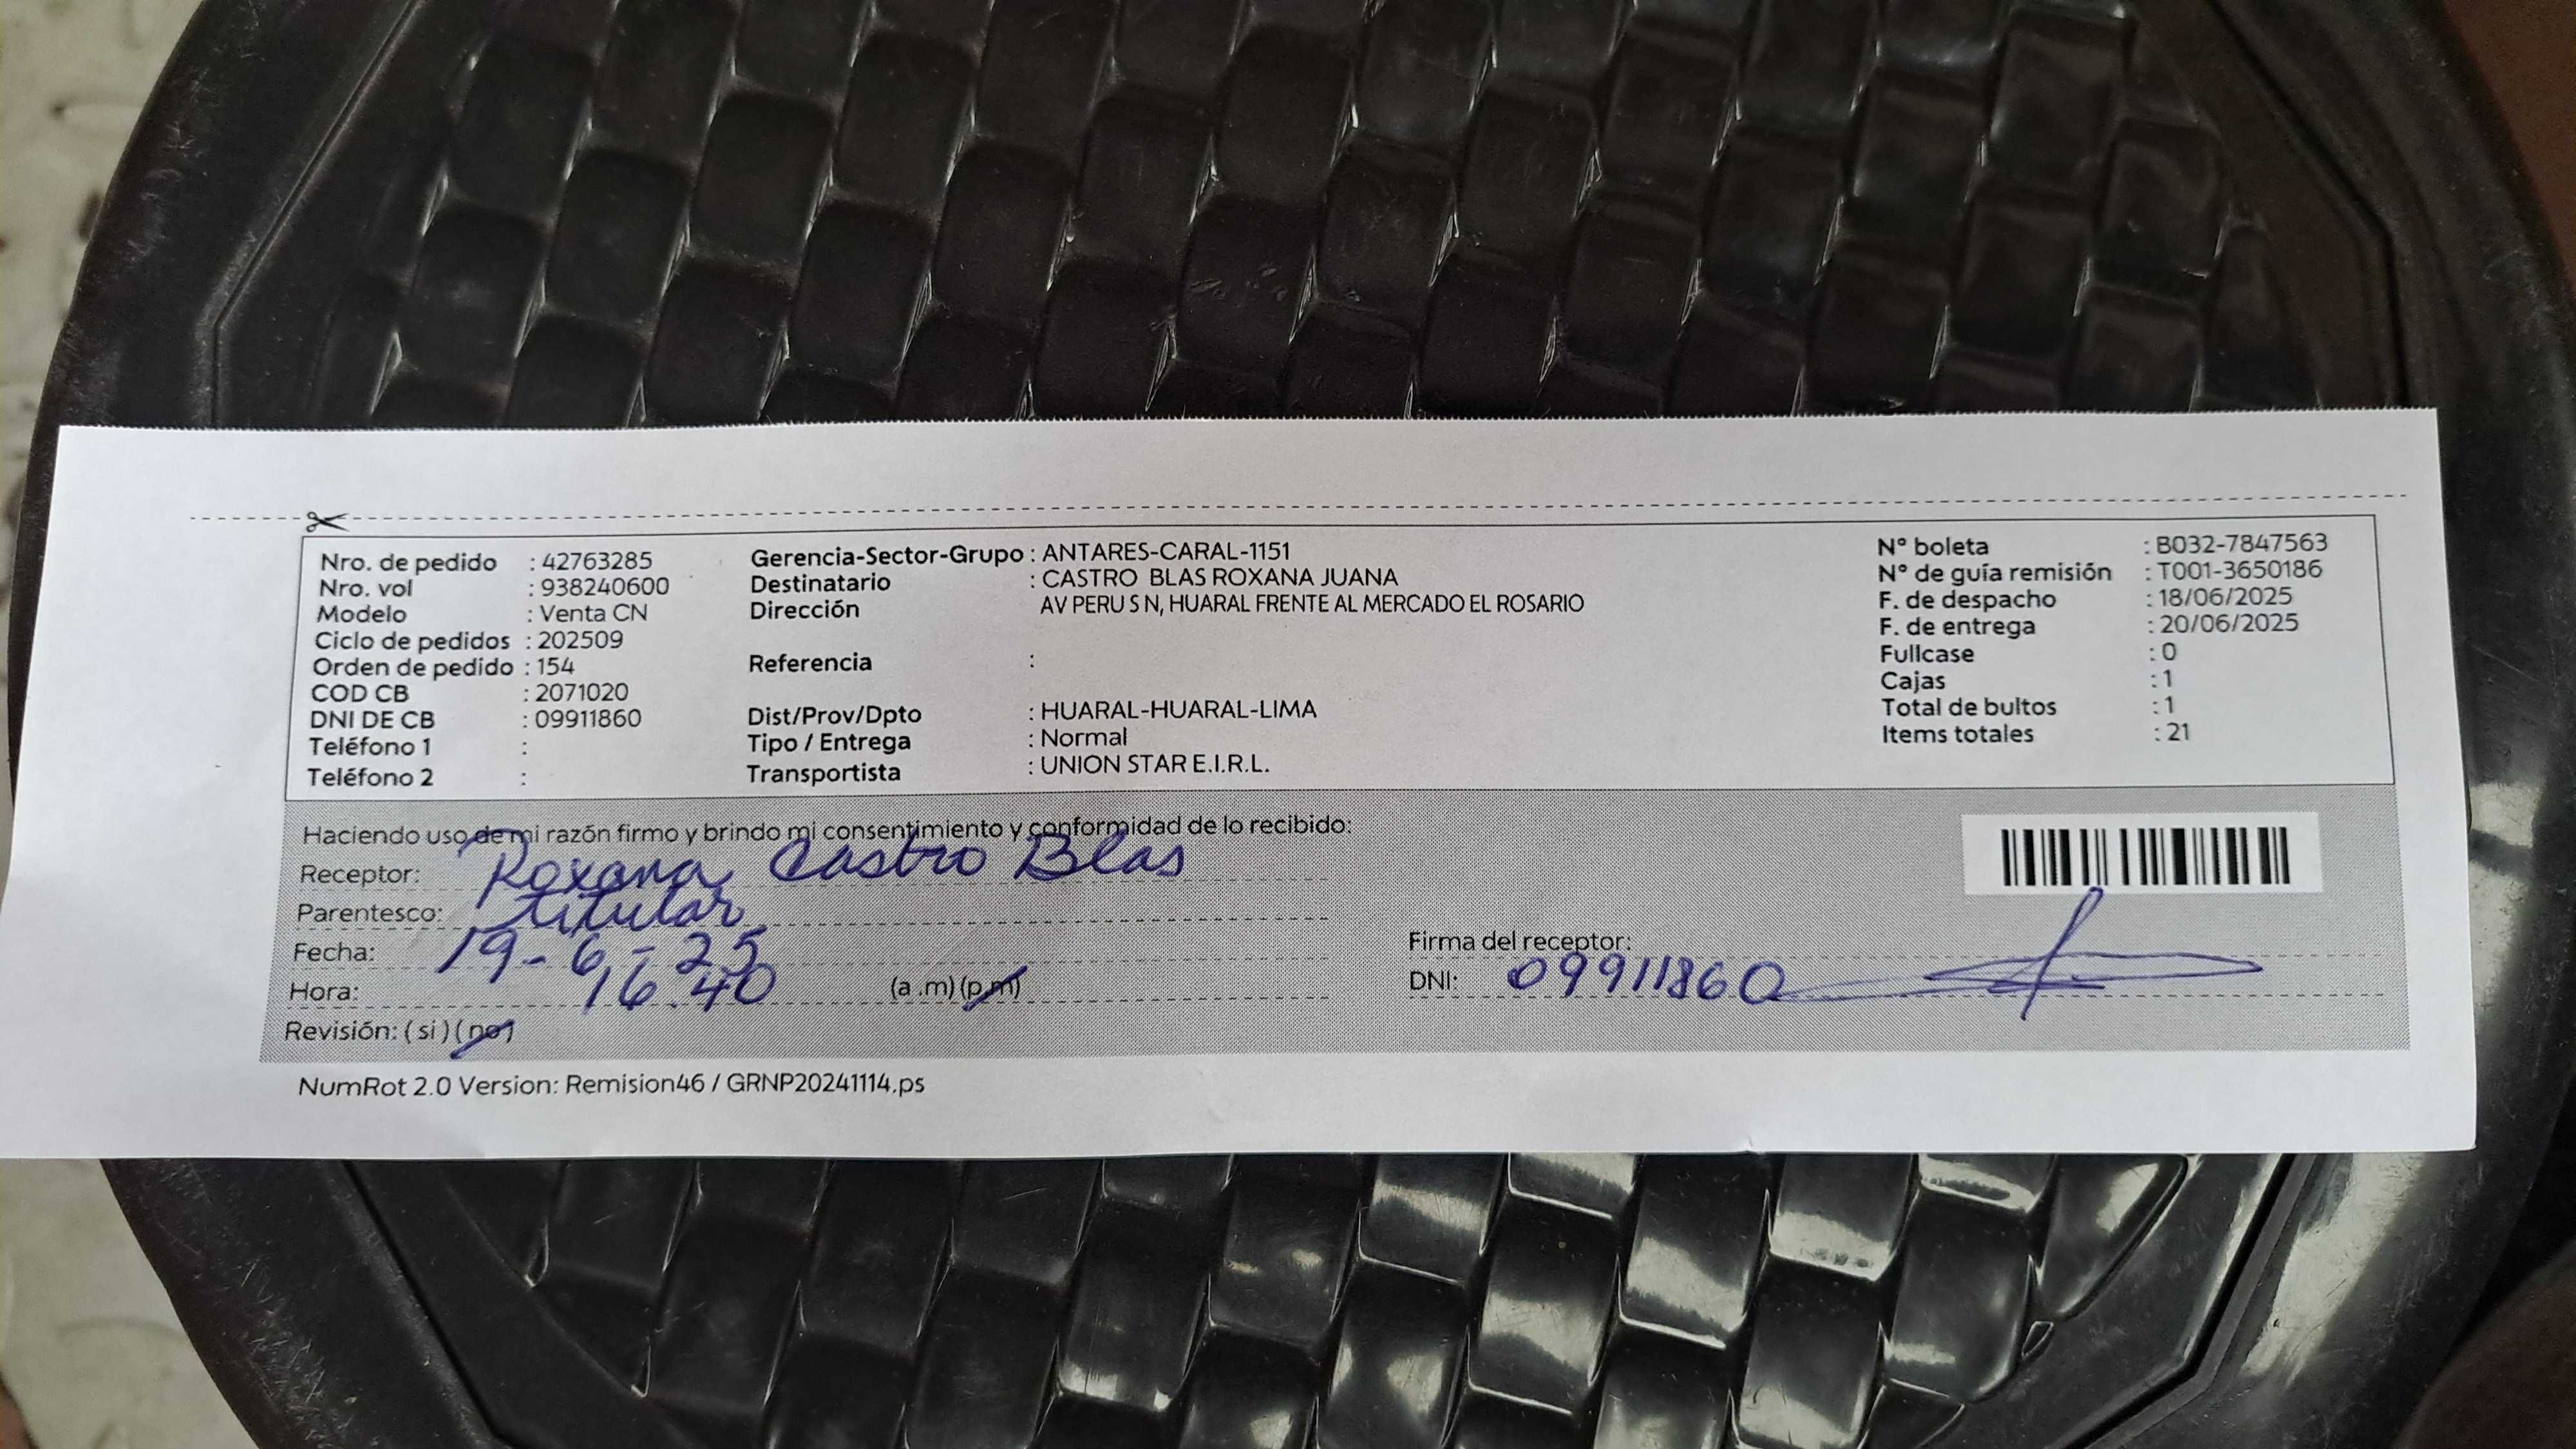 Nro. de pedido : 42763285
Nro. vol : 938240600
Modelo : Venta CN
Ciclo de pedidos : 202509
Orden de pedido : 154
COD CB : 2071020
DNI DE CB : 09911860
Teléfono 1 :
Teléfono 2 :
Gerencia-Sector-Grupo : ANTARES-CARAL-1151
Destinatario : CASTRO BLAS ROXANA JUANA
Dirección AV PERU S N, HUARAL FRENTE AL MERCADO EL ROSARIO
Referencia :
Dist/Prov/Dpto : HUARAL-HUARAL-LIMA
Tipo / Entrega : Normal
Transportista : UNION STAR E.I.R.L.
N° boleta : B032-7847563
N° de guía remisión : T001-3650186
F. de despacho : 18/06/2025
F. de entrega : 20/06/2025
Fullcase : 0
Cajas : 1
Total de bultos : 1
Items totales : 21
Haciendo uso de mi razón firmo y brindo mi consentimiento y conformidad de lo recibido:
Receptor: Roxana Castro Blas
Parentesco: titular
Fecha: 19-6-25
Hora: 16.40 (a .m) (p.m)
Revisión: ( si ) ( no )
Firma del receptor:
DNI: 09911860
NumRot 2.0 Version: Remision46 / GRNP20241114.ps